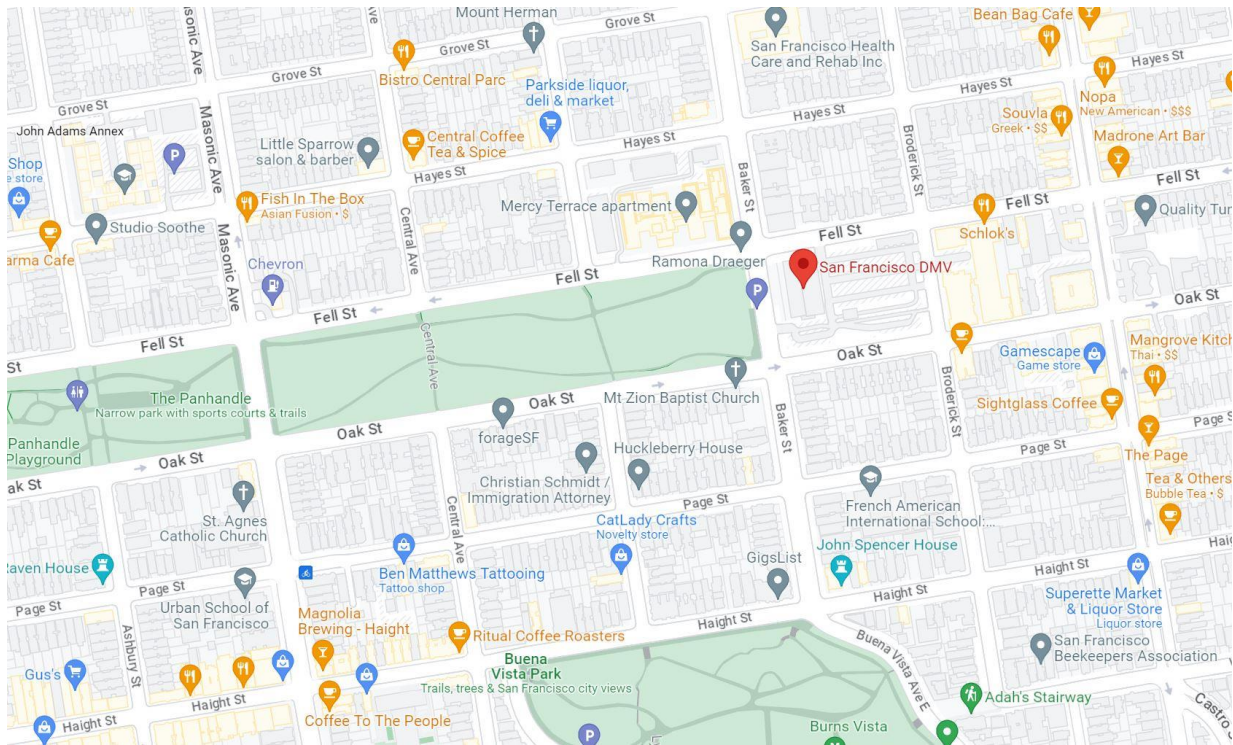 Mount Herman
Bean Bag Cafe
Grove St
San Francisco Health
Care and Rehab Inc
Hayes St
Masonic Ave
Bistro Central Parc
Grove St
Parkside liquor,
deli & market
Nopa
New American • $$$
Souvla
Greek • $$
Hayes St
Grove St
John Adams Annex
Masonic Ave
Little Sparrow
salon & barber
Central Coffee
Tea & Spice
Hayes St
Broderick St
Madrone Art Bar
Shop
e store
Hayes St
Baker St
Fell St
Fish In The Box
Asian Fusion • $
Mercy Terrace apartment
Fell St
Quality Tun
Studio Soothe
Central Ave
Fell St
Schlok's
arma Cafe
Masonic Ave
Chevron
Ramona Draeger
San Francisco DMV
Fell St
Fell St
Oak St
Fell St
Central Ave
Oak St
Gamescape
Game store
Mangrove Kitch
Thai • $$
St
The Panhandle
Narrow park with sports courts & trails
Oak St
Mt Zion Baptist Church
Broderick St
Sightglass Coffee
Page St
Panhandle
Playground
Oak St
forageSF
Baker St
Page St
The Page
Oak St
Huckleberry House
ak St
Christian Schmidt /
Immigration Attorney
French American
International School:...
Tea & Others
Bubble Tea • $
St. Agnes
Catholic Church
Central Ave
Page St
CatLady Crafts
Novelty store
John Spencer House
Haig
Raven House
Ben Matthews Tattooing
Tattoo shop
GigsList
Haight St
Page St
Page St
Urban School of
San Francisco
Haight St
Superette Market
& Liquor Store
Liquor store
Magnolia
Brewing - Haight
Ritual Coffee Roasters
Ashbury St
Buena
Vista Park
Trails, trees & San Francisco city views
Buena Vista Ave E
San Francisco
Beekeepers Association
Gus's
Haight St
Adah's Stairway
Castro S
Haight St
Coffee To The People
Burns Vista